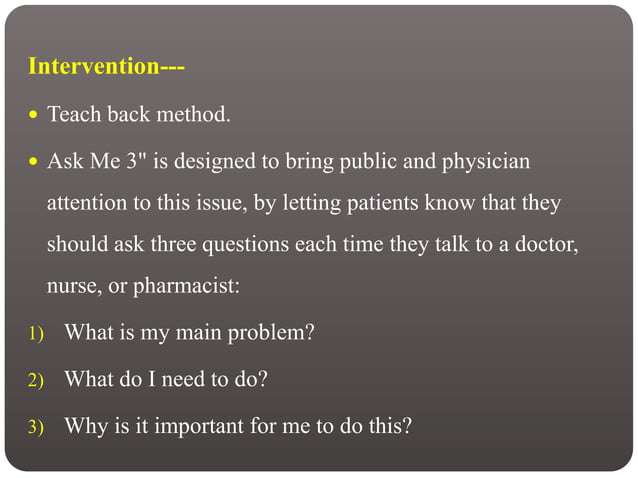 Intervention---
• Teach back method.
• Ask Me 3" is designed to bring public and physician
attention to this issue, by letting patients know that they
should ask three questions each time they talk to a doctor,
nurse, or pharmacist:
1) What is my main problem?
2) What do I need to do?
3) Why is it important for me to do this?